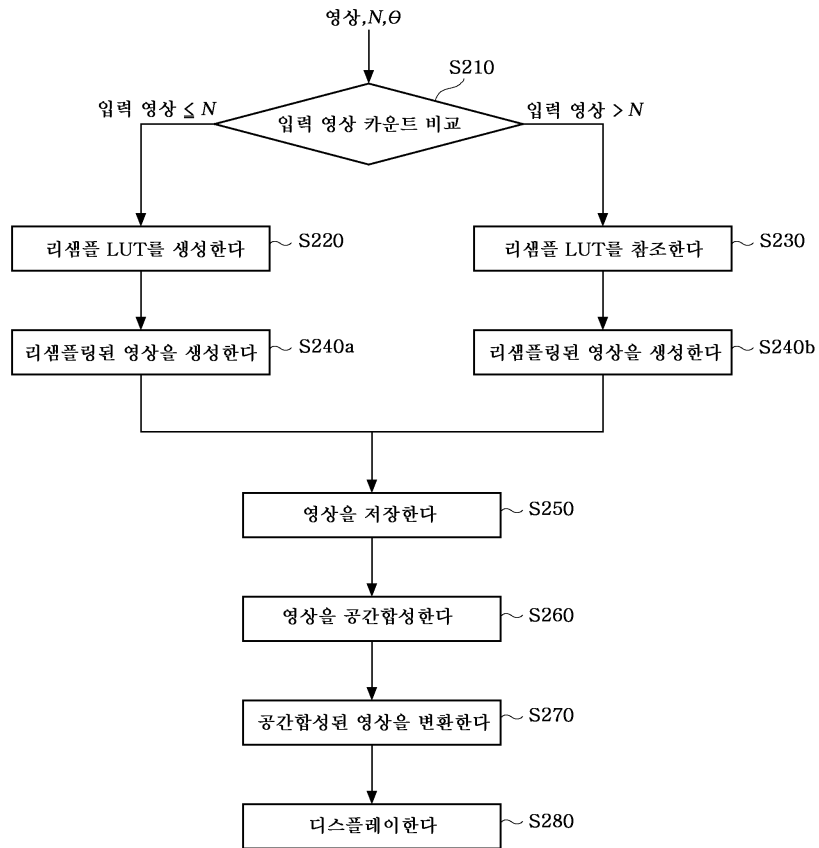 영상,N,Θ
S210
입력 영상 ≤ N
입력 영상 카운트 비교
입력 영상 > N
리샘플 LUT를 생성한다
S220
리샘플 LUT를 참조한다
S230
리샘플링된 영상을 생성한다
S240a
리샘플링된 영상을 생성한다
S240b
영상을 저장한다
S250
영상을 공간합성한다
S260
공간합성된 영상을 변환한다
S270
디스플레이한다
S280